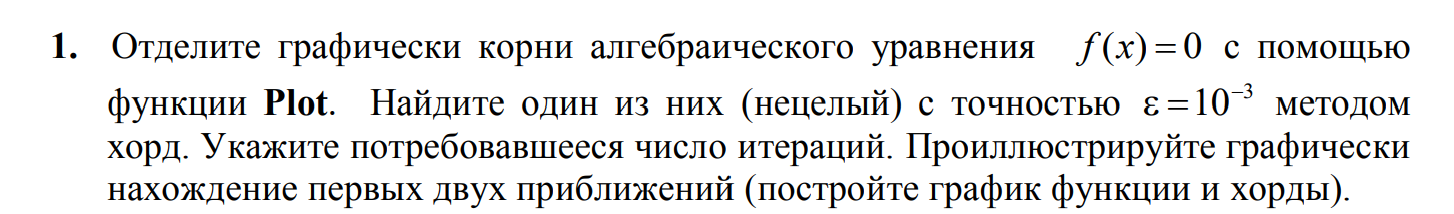 1. Отделите графически корни алгебраического уравнения f(x)=0 с помощью
функции Plot. Найдите один из них (нецелый) с точностью ε=10⁻³ методом
хорд. Укажите потребовавшееся число итераций. Проиллюстрируйте графически
нахождение первых двух приближений (постройте график функции и хорды).